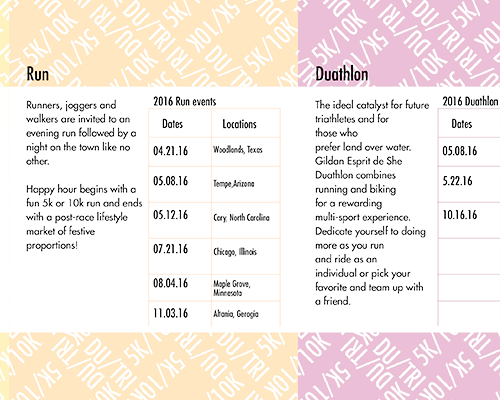 Run
Runners, joggers and
walkers are invited to an
evening run followed by a
night on the town like no
other.
Happy hour begins with a
fun 5k or 10k run and ends
with a post-race lifestyle
market of festive
proportions!
2016 Run events
Dates Locations
04.21.16 Woodlands, Texas
05.08.16 Tempe,Arizona
05.12.16 Cary, North Carolina
07.21.16 Chicago, Illinois
08.04.16 Maple Grove,
Minnesota
11.03.16 Altania, Gerogia
Duathlon
The ideal catalyst for future
triathletes and for
those who
prefer land over water.
Gildan Esprit de She
Duathlon combines
running and biking
for a rewarding
multi-sport experience.
Dedicate yourself to doing
more as you run
and ride as an
individual or pick your
favorite and team up with
a friend.
2016 Duathlon
Dates
05.08.16
5.22.16
10.16.16
5K/10K
DU/TRI